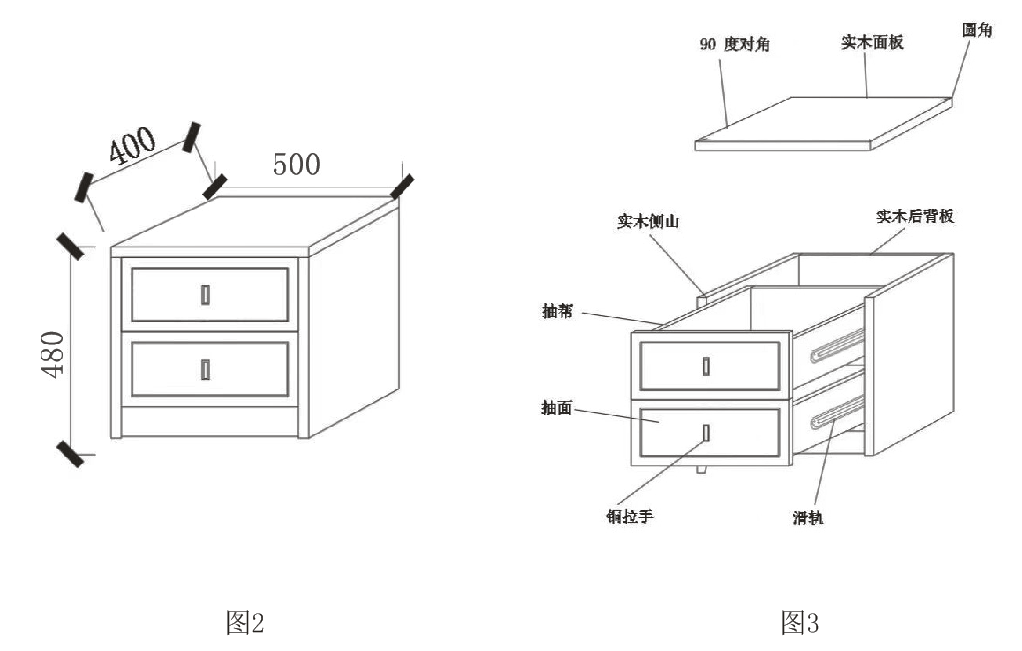 400
500
480
图2
90 度对角
实木面板
圆角
实木侧山
实木后背板
抽帮
抽面
铜拉手
滑轨
图3